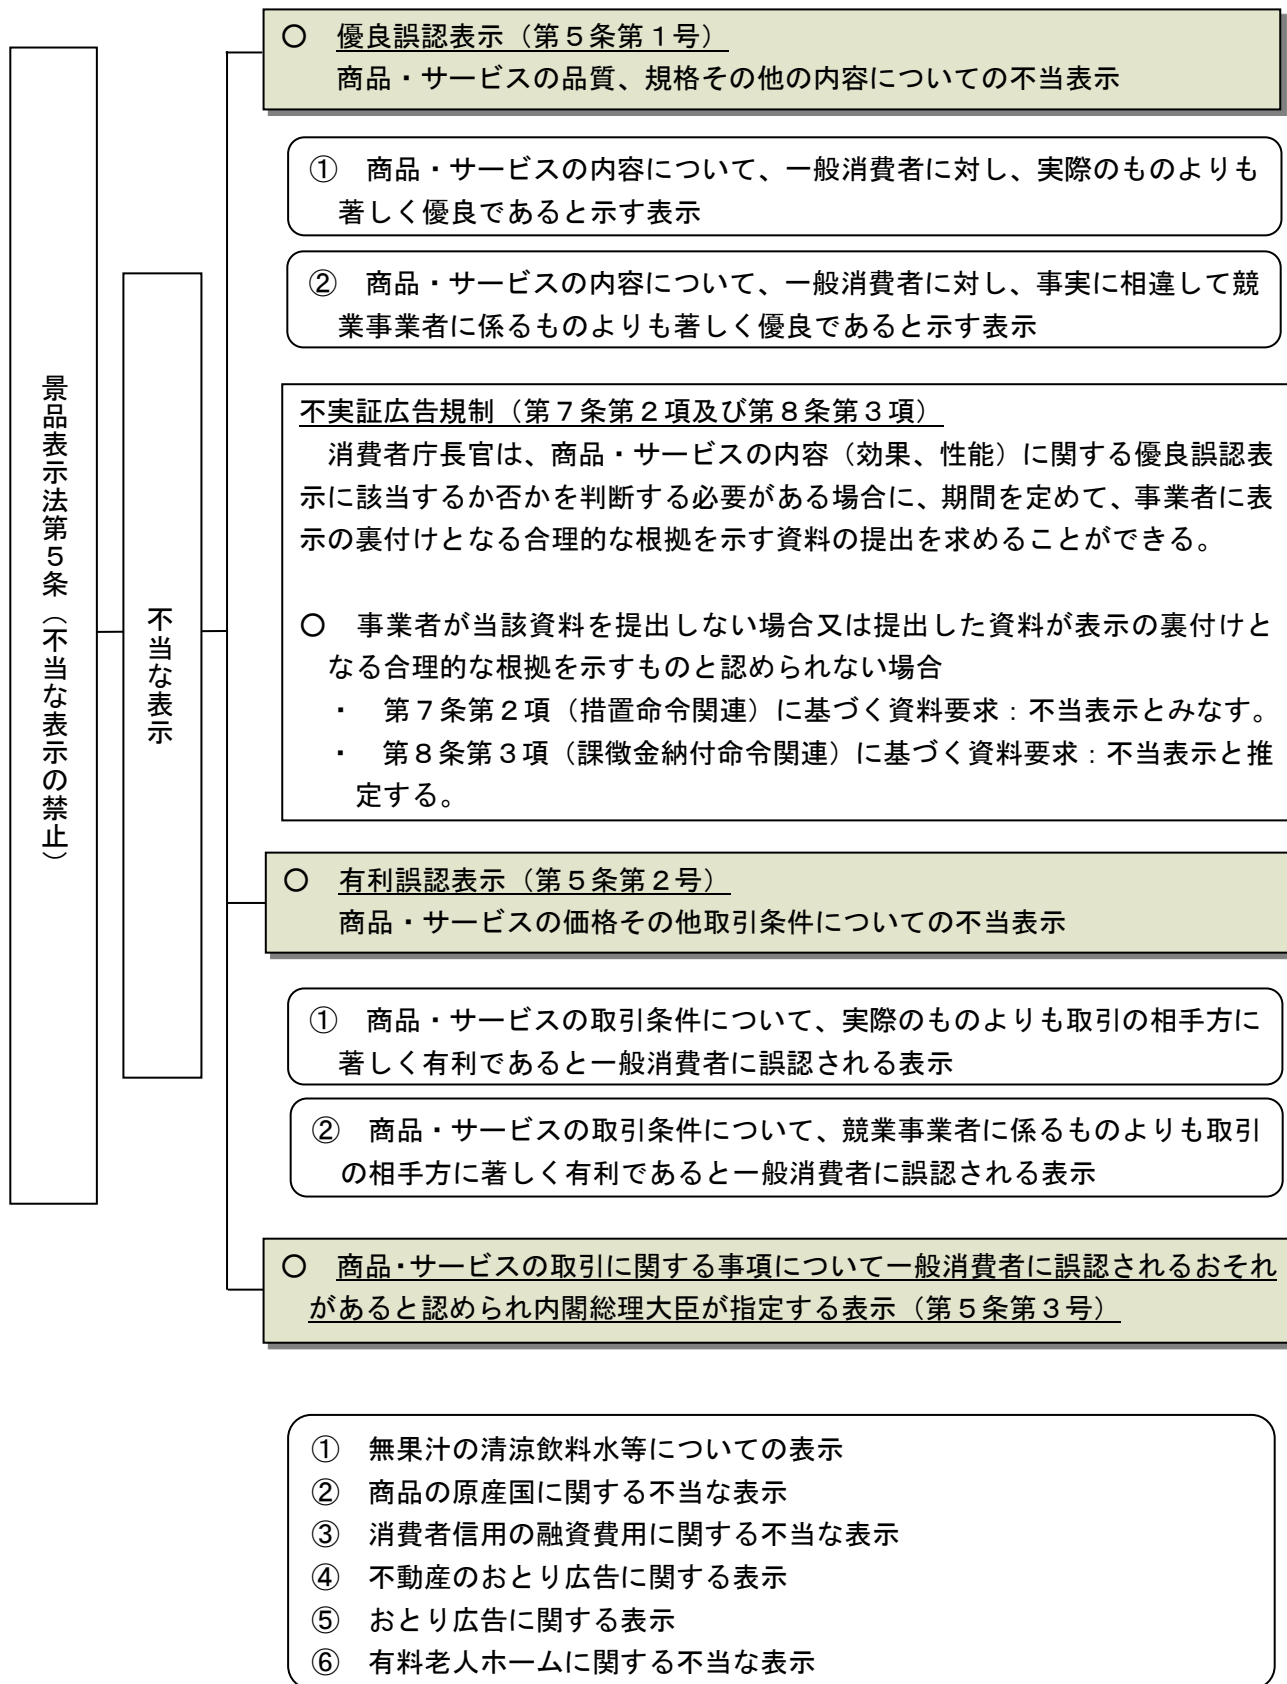 景品表示法第５条（不当な表示の禁止）
不当な表示
○　優良誤認表示（第５条第１号）
商品・サービスの品質、規格その他の内容についての不当表示
①　商品・サービスの内容について、一般消費者に対し、実際のものよりも
著しく優良であると示す表示
②　商品・サービスの内容について、一般消費者に対し、事実に相違して競
業事業者に係るものよりも著しく優良であると示す表示
不実証広告規制（第７条第２項及び第８条第３項）
消費者庁長官は、商品・サービスの内容（効果、性能）に関する優良誤認表
示に該当するか否かを判断する必要がある場合に、期間を定めて、事業者に表
示の裏付けとなる合理的な根拠を示す資料の提出を求めることができる。
○　事業者が当該資料を提出しない場合又は提出した資料が表示の裏付けと
なる合理的な根拠を示すものと認められない場合
・　第７条第２項（措置命令関連）に基づく資料要求：不当表示とみなす。
・　第８条第３項（課徴金納付命令関連）に基づく資料要求：不当表示と推
定する。
○　有利誤認表示（第５条第２号）
商品・サービスの価格その他取引条件についての不当表示
①　商品・サービスの取引条件について、実際のものよりも取引の相手方に
著しく有利であると一般消費者に誤認される表示
②　商品・サービスの取引条件について、競業事業者に係るものよりも取引
の相手方に著しく有利であると一般消費者に誤認される表示
○　商品・サービスの取引に関する事項について一般消費者に誤認されるおそれ
があると認められ内閣総理大臣が指定する表示（第５条第３号）
①　無果汁の清涼飲料水等についての表示
②　商品の原産国に関する不当な表示
③　消費者信用の融資費用に関する不当な表示
④　不動産のおとり広告に関する表示
⑤　おとり広告に関する表示
⑥　有料老人ホームに関する不当な表示